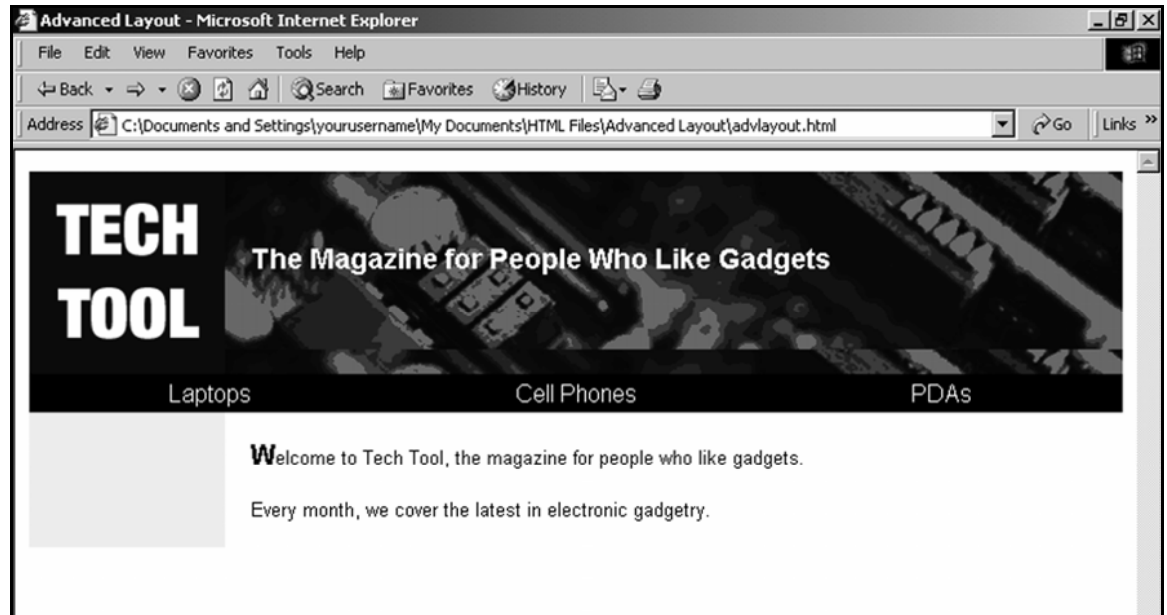 Advanced Layout - Microsoft Internet Explorer
File Edit View Favorites Tools Help
Back Search Favorites History
Address C:\Documents and Settings\yourusername\My Documents\HTML Files\Advanced Layout\advlayout.html Go Links »
TECH
TOOL
The Magazine for People Who Like Gadgets
Laptops Cell Phones PDAs
Welcome to Tech Tool, the magazine for people who like gadgets.
Every month, we cover the latest in electronic gadgetry.